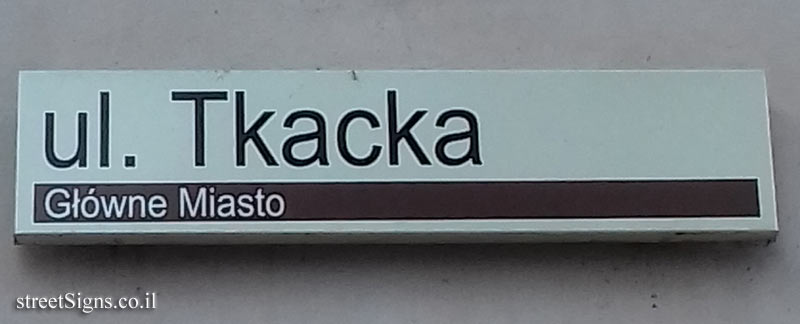 ul. Tkacka
Główne Miasto
streetSigns.co.il